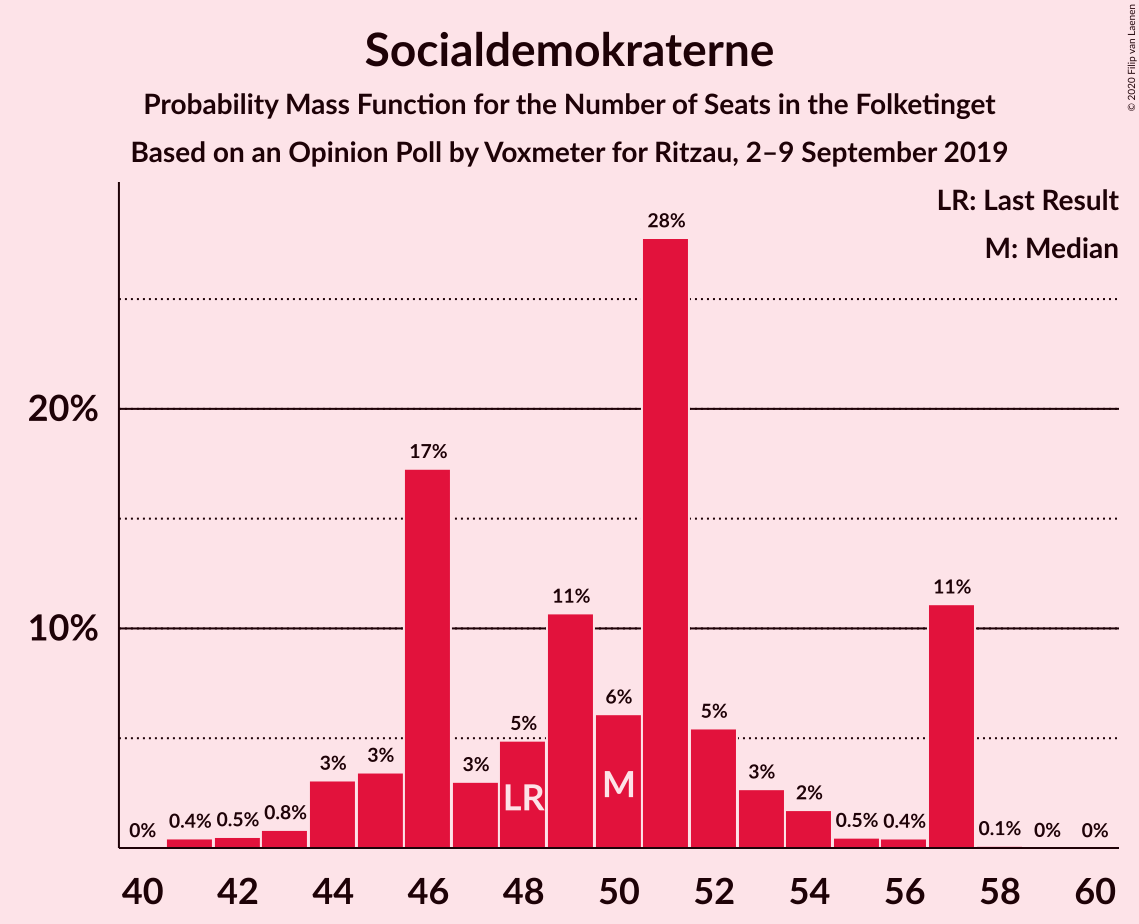 Socialdemokraterne
Probability Mass Function for the Number of Seats in the Folketinget
Based on an Opinion Poll by Voxmeter for Ritzau, 2–9 September 2019
© 2020 Filip van Laenen
LR: Last Result
M: Median
28%
20%
17%
11%
11%
10%
6%
5%
5%
3%
3%
3%
3%
2%
0.8%
0.5%
0.4%
0%
0.5%
0.4%
0.1%
0%
0%
LR
M
40 42 44 46 48 50 52 54 56 58 60